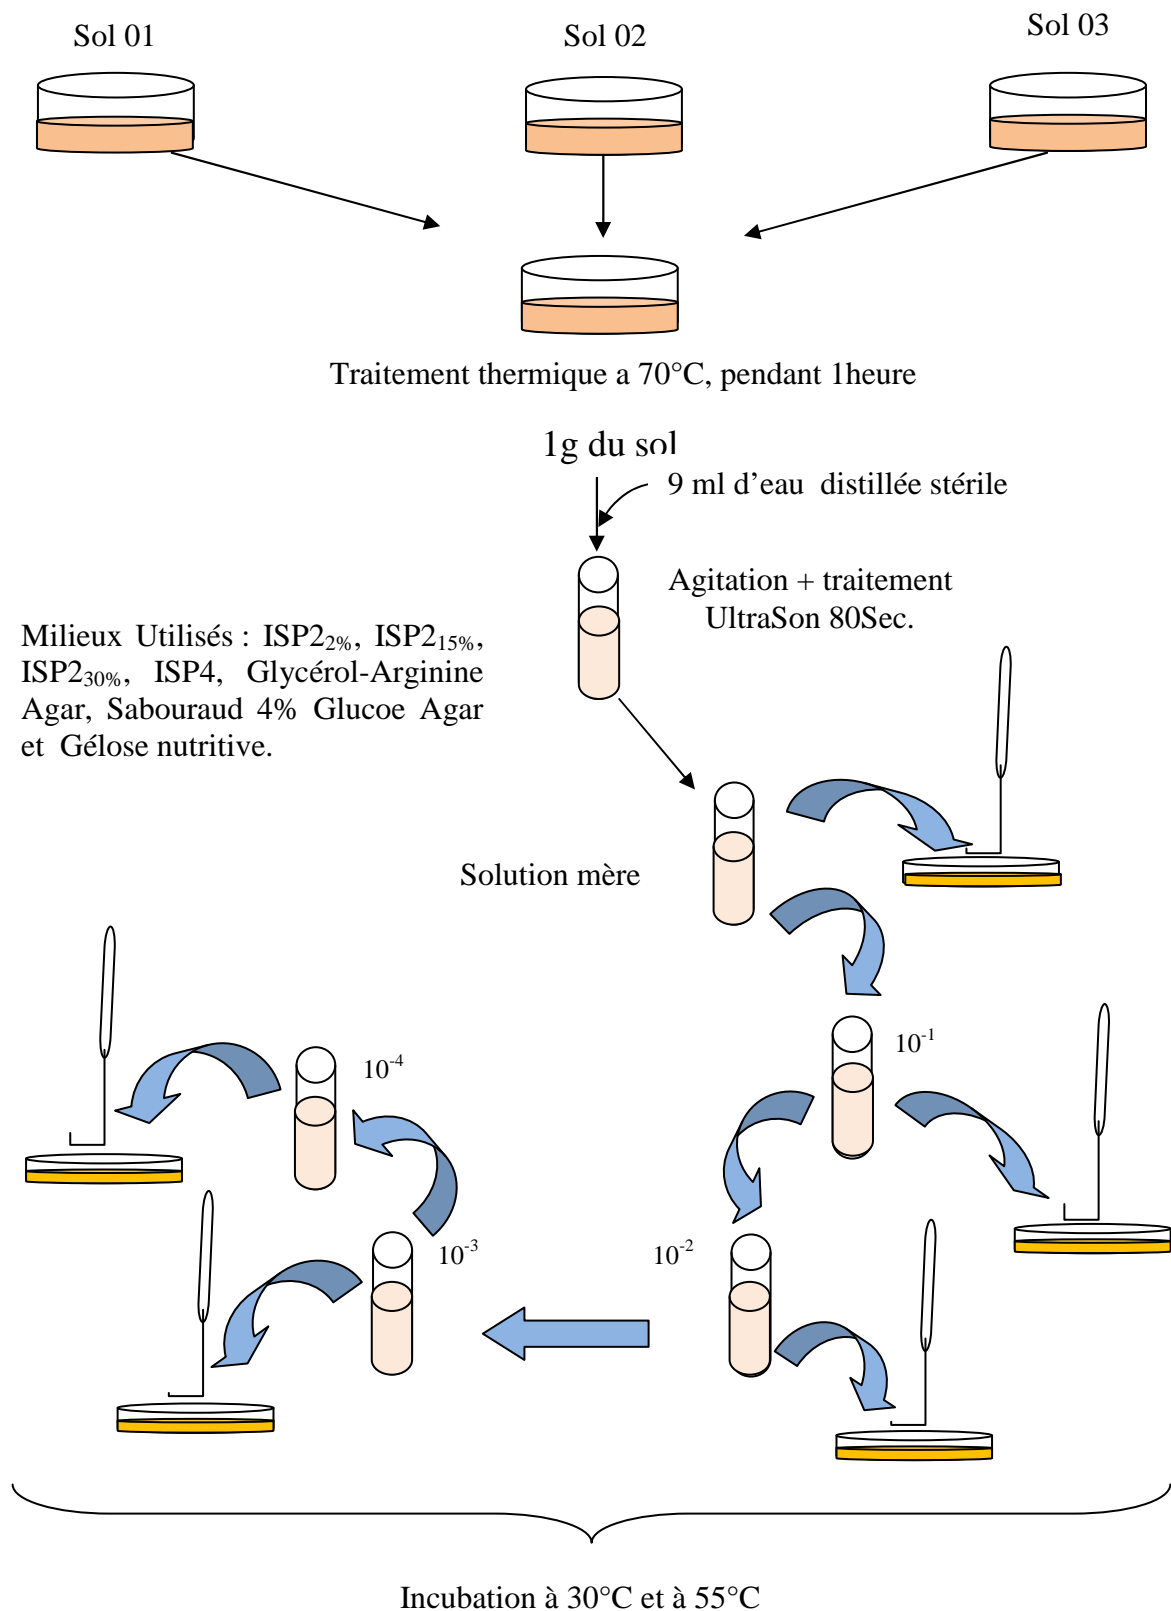 Sol 01
Sol 02
Sol 03
Traitement thermique a 70°C, pendant 1heure
1g du sol
9 ml d’eau distillée stérile
Agitation + traitement
UltraSon 80Sec.
Milieux Utilisés : ISP2₂%, ISP2₁₅%,
ISP2₃₀%, ISP4, Glycérol-Arginine
Agar, Sabouraud 4% Glucoe Agar
et Gélose nutritive.
Solution mère
10⁻¹
10⁻⁴
10⁻³
10⁻²
Incubation à 30°C et à 55°C